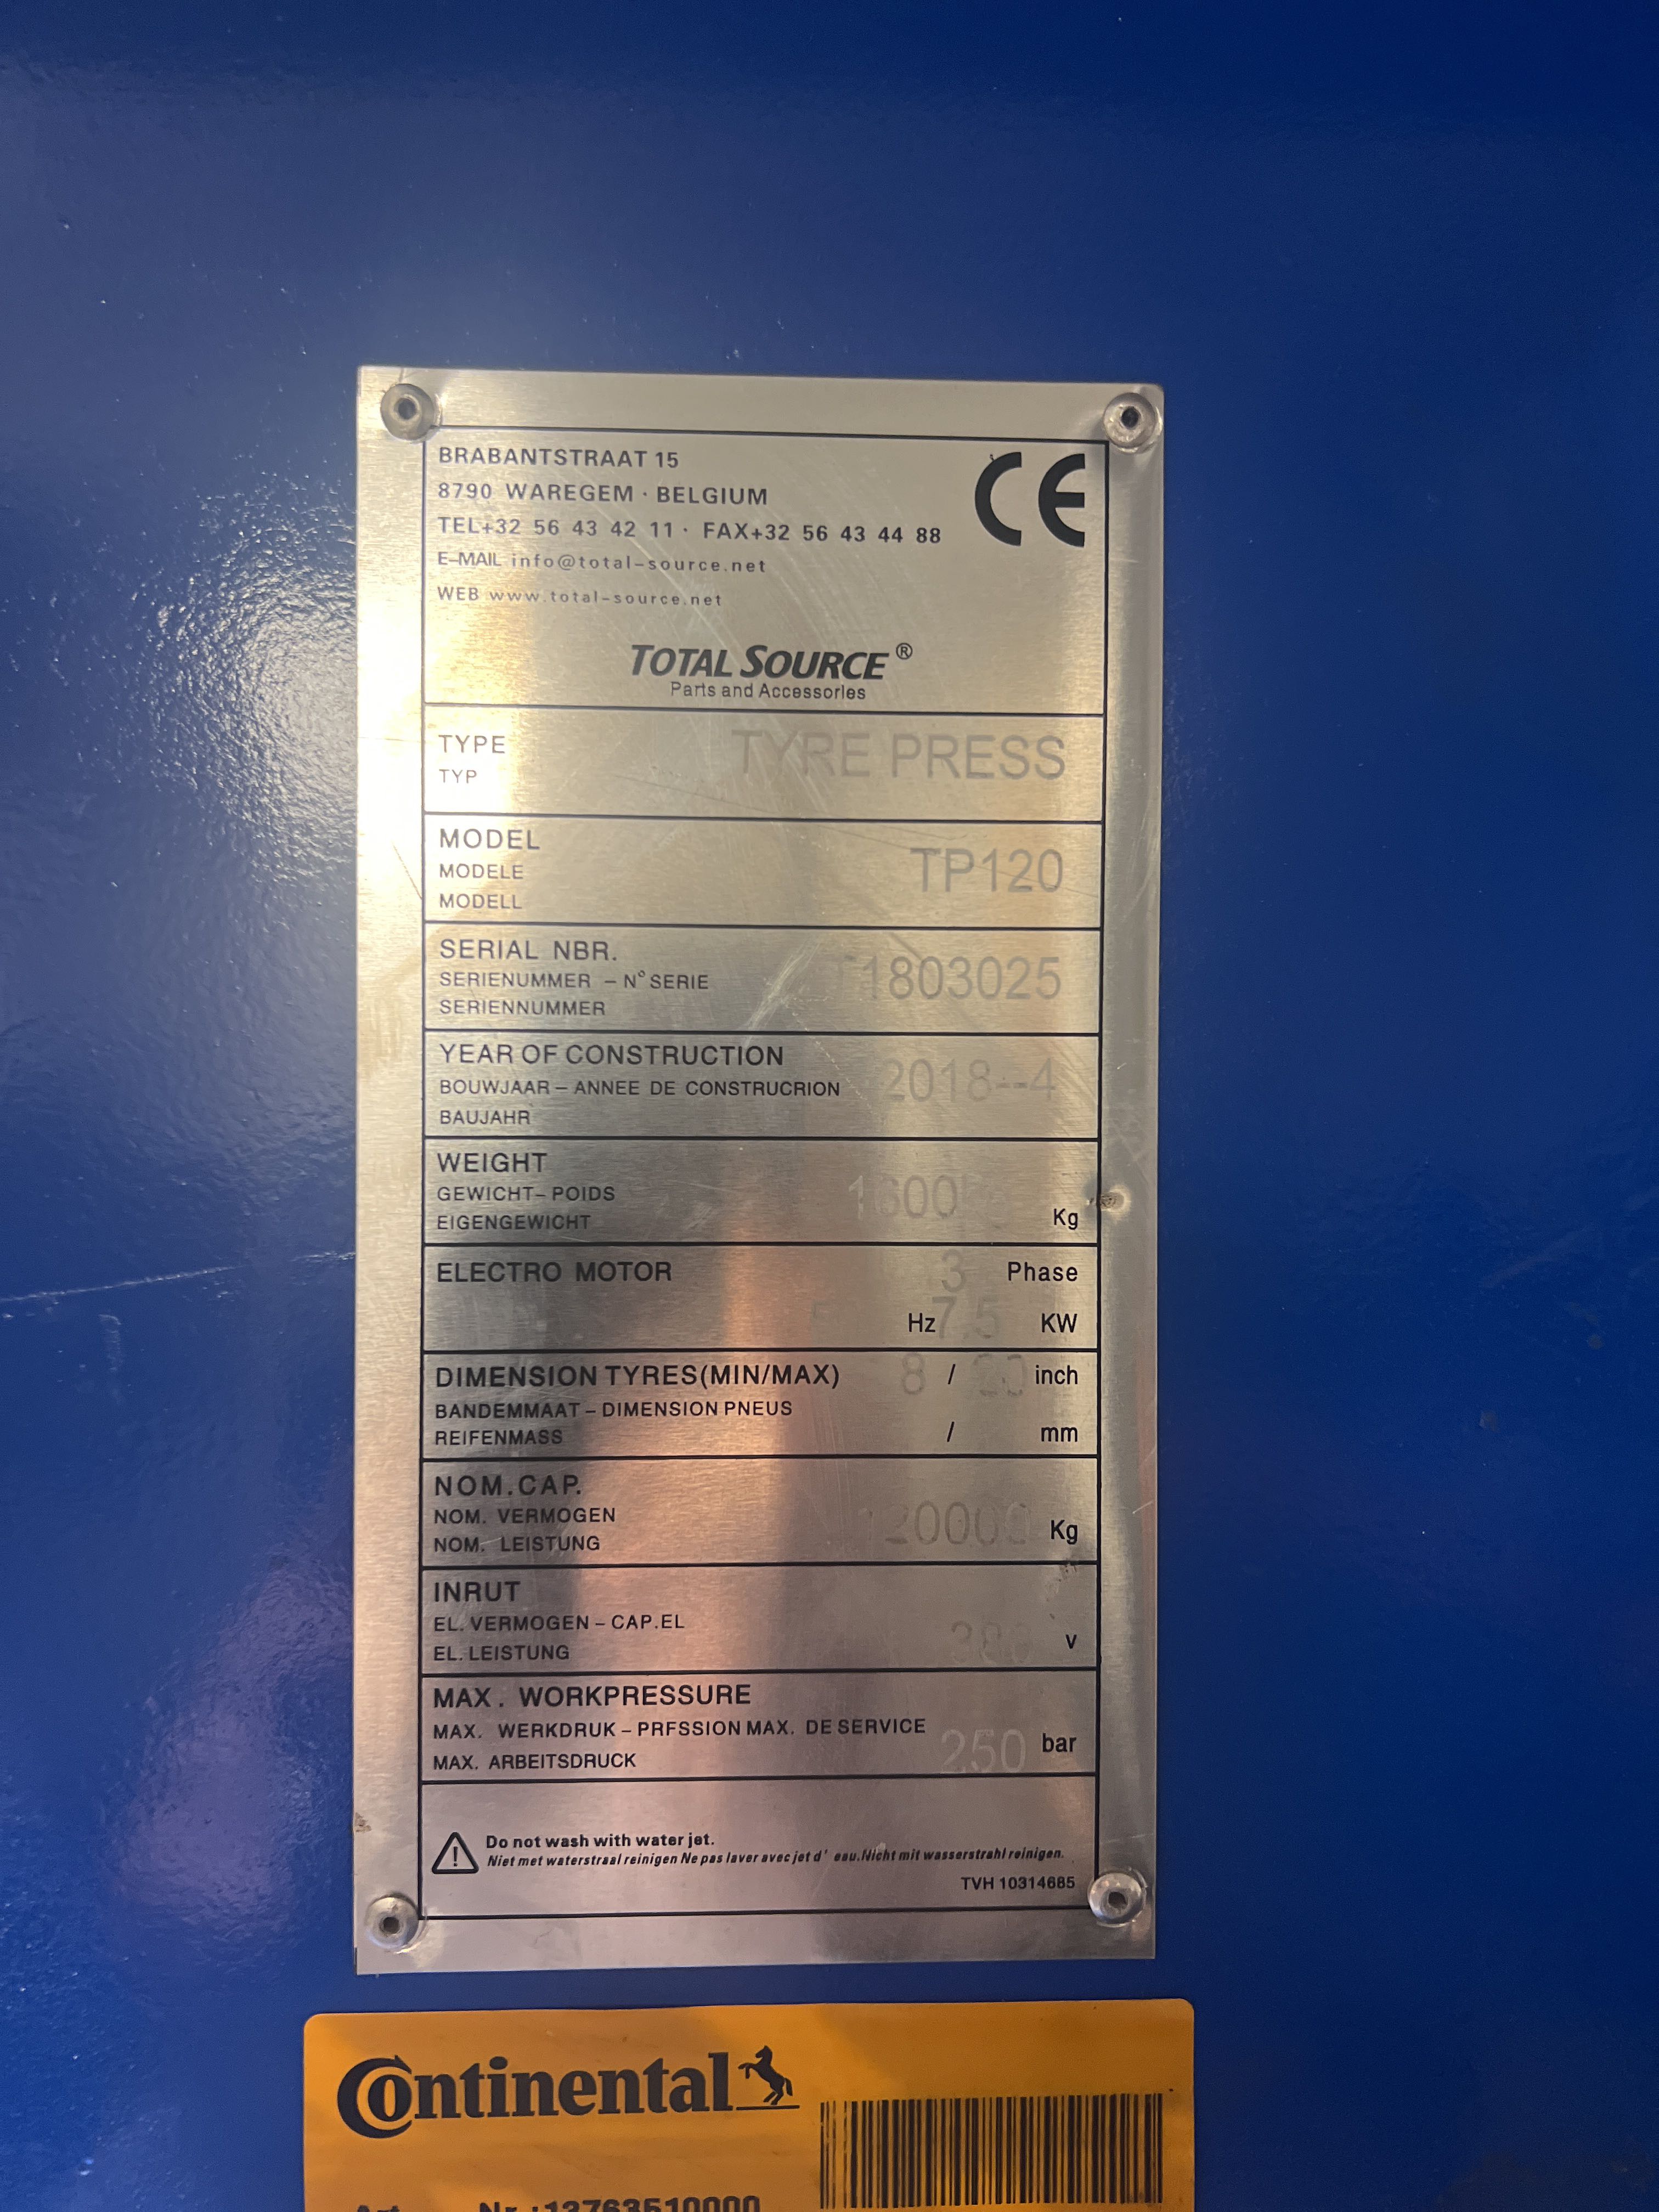 BRABANTSTRAAT 15
8790 WAREGEM · BELGIUM
TEL+32 56 43 42 11 · FAX+32 56 43 44 88
E-MAIL info@total-source.net
WEB www.total-source.net
CE
TOTAL SOURCE ®
Parts and Accessories
TYPE TYRE PRESS
TYP
MODEL
MODELE TP120
MODELL
SERIAL NBR.
SERIENUMMER – N° SERIE T1803025
SERIENNUMMER
YEAR OF CONSTRUCTION
BOUWJAAR – ANNEE DE CONSTRUCRION 2018--4
BAUJAHR
WEIGHT
GEWICHT– POIDS 1600
EIGENGEWICHT Kg
ELECTRO MOTOR 3 Phase
Hz 7.5 KW
DIMENSION TYRES(MIN/MAX) 8 / inch
BANDEMMAAT – DIMENSION PNEUS
REIFENMASS / mm
NOM.CAP.
NOM. VERMOGEN 120000 Kg
NOM. LEISTUNG
INRUT
EL. VERMOGEN – CAP.EL
EL. LEISTUNG 380 V
MAX. WORKPRESSURE
MAX. WERKDRUK – PRFSSION MAX. DE SERVICE
MAX. ARBEITSDRUCK 250 bar
Do not wash with water jet.
Niet met waterstraal reinigen Ne pas laver avec jet d' eau. Nicht mit wasserstrahl reinigen.
TVH 10314685
Continental